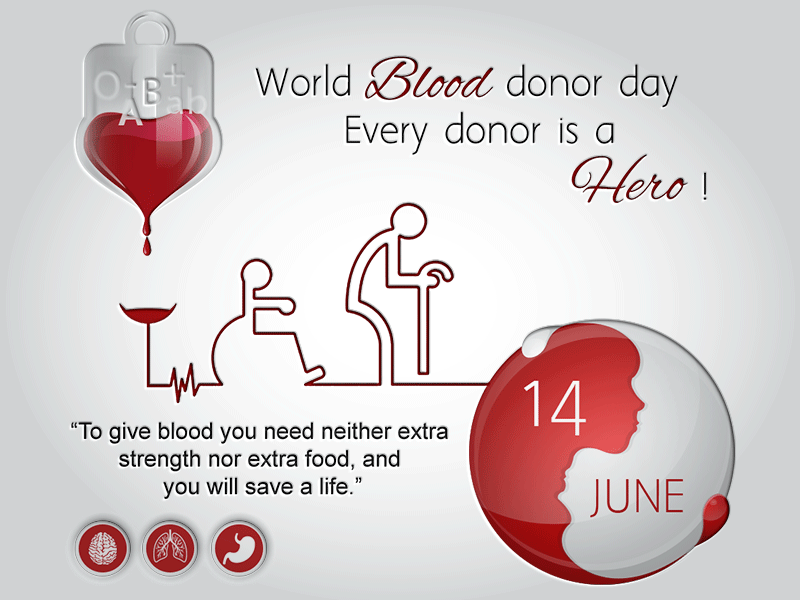 O - B +
A ab
World Blood donor day
Every donor is a
Hero !
14
JUNE
“To give blood you need neither extra
strength nor extra food, and
you will save a life.”